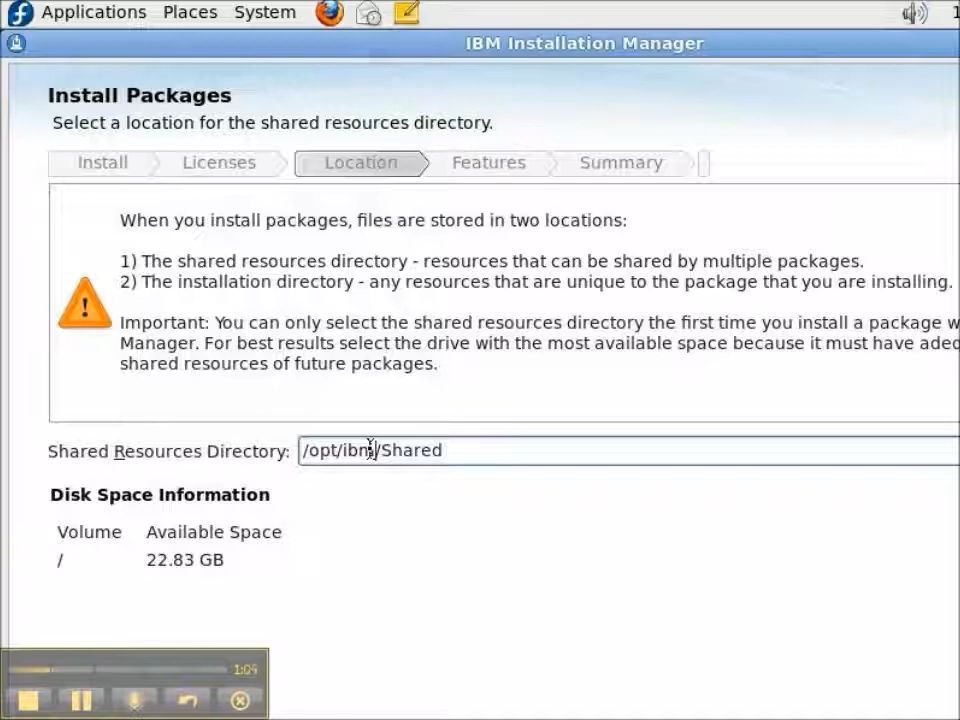 Applications Places System
IBM Installation Manager
Install Packages
Select a location for the shared resources directory.
Install Licenses Location Features Summary
When you install packages, files are stored in two locations:
1) The shared resources directory - resources that can be shared by multiple packages.
2) The installation directory - any resources that are unique to the package that you are installing.
Important: You can only select the shared resources directory the first time you install a package w
Manager. For best results select the drive with the most available space because it must have adeq
shared resources of future packages.
Shared Resources Directory: /opt/ibm/Shared
Disk Space Information
Volume Available Space
/ 22.83 GB